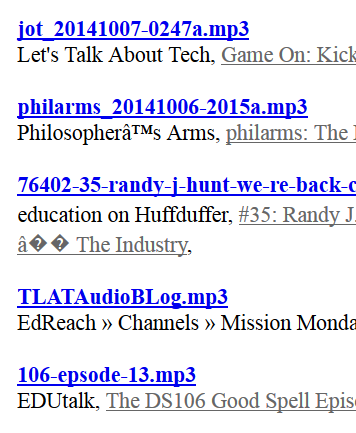 jot_20141007-0247a.mp3
Let's Talk About Tech, Game On: Kick
philarms_20141006-2015a.mp3
Philosopherâ™s Arms, philarms: The
76402-35-randy-j-hunt-we-re-back-c
education on Huffduffer, #35: Randy J.
â�� The Industry,
TLATAudioBLog.mp3
EdReach » Channels » Mission Monda
106-epsode-13.mp3
EDUtalk, The DS106 Good Spell Epis